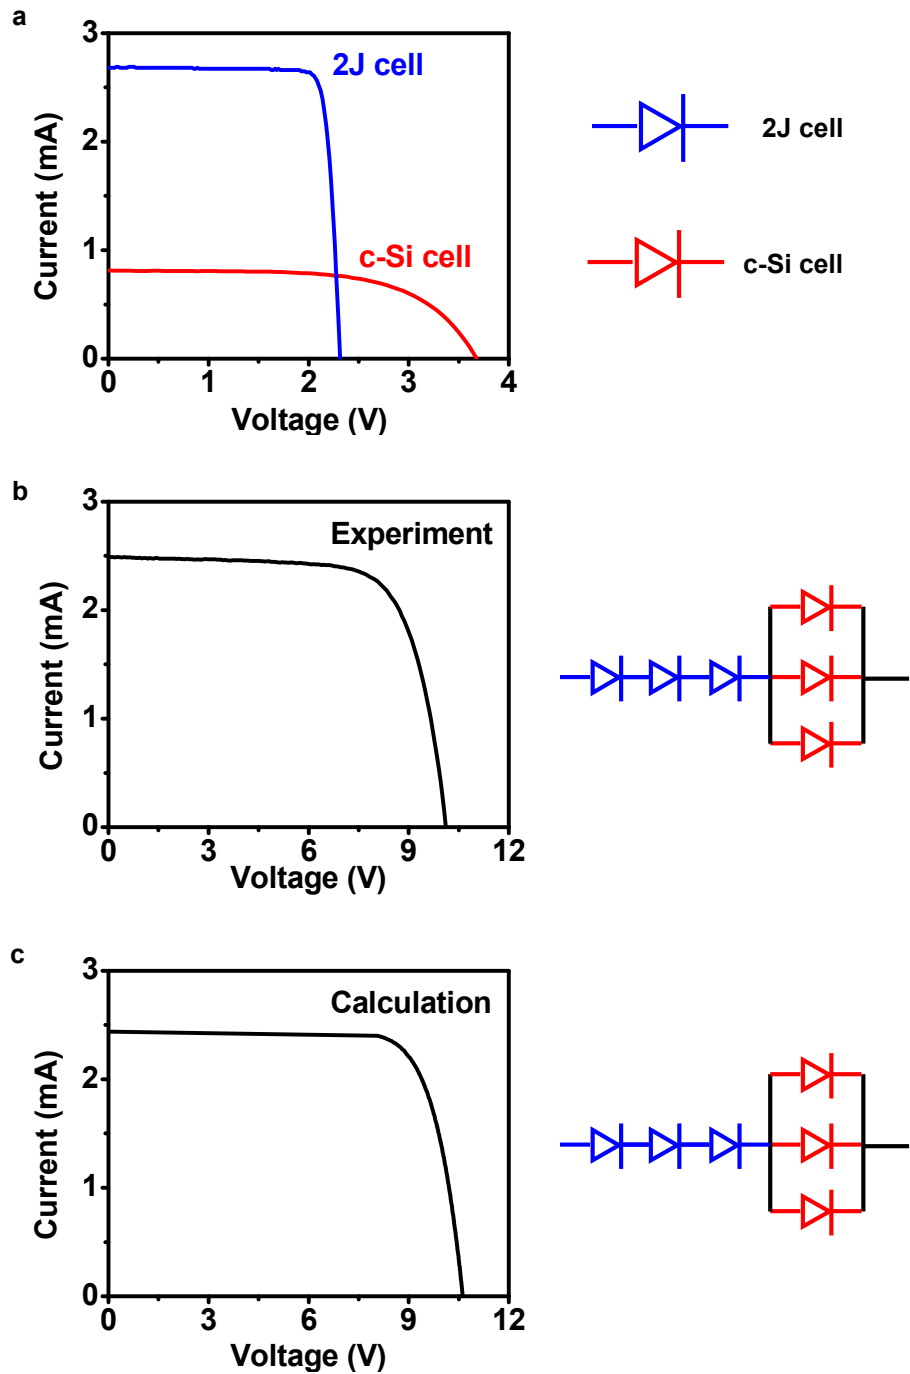 a
3
2
1
0
Current (mA)
2J cell
c-Si cell
0 1 2 3 4
Voltage (V)
2J cell
c-Si cell
b
3
2
1
0
Current (mA)
Experiment
0 3 6 9 12
Voltage (V)
c
3
2
1
0
Current (mA)
Calculation
0 3 6 9 12
Voltage (V)